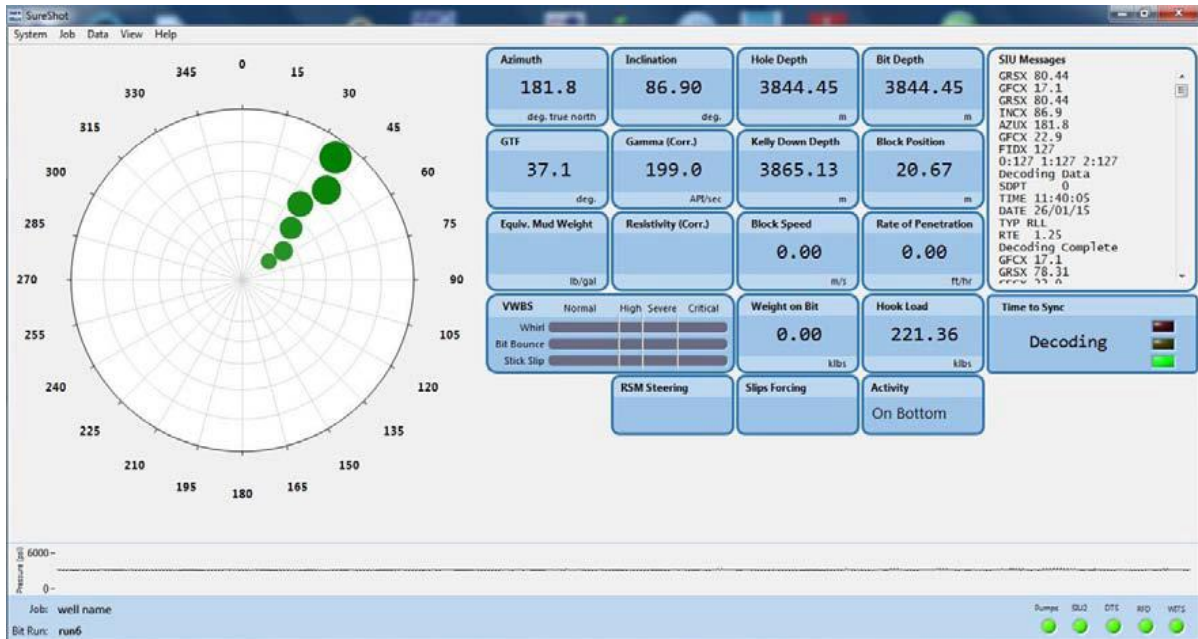 SureShot
System Job Data View Help
0
345
15
330
30
315
45
300
60
285
75
270
90
255
105
240
120
225
135
210
150
195
165
180
Azimuth
181.8
deg. true north
Inclination
86.90
deg.
Hole Depth
3844.45
m
Bit Depth
3844.45
m
GTF
37.1
deg.
Gamma (Corr.)
199.0
API/sec
Kelly Down Depth
3865.13
m
Block Position
20.67
m
Equiv. Mud Weight
lb/gal
Resistivity (Corr.)
Block Speed
0.00
m/s
Rate of Penetration
0.00
ft/hr
VWBS Normal High Severe Critical
Whirl
Bit Bounce
Stick Slip
Weight on Bit
0.00
klbs
Hook Load
221.36
klbs
RSM Steering
Slips Forcing
Activity
On Bottom
SIU Messages
GRSX 80.44
GFCX 17.1
GRSX 80.44
INCX 86.9
AZUX 181.8
GFCX 22.9
FIDX 127
0:127 1:127 2:127
Decoding Data
SDPT 0
TIME 11:40:05
DATE 26/01/15
TYP RLL
RTE 1.25
Decoding Complete
GFCX 17.1
GRSX 78.31
Time to Sync
Decoding
Pressure (psi)
6000
0
Job: well name
Bit Run: run6
Pumps SIU2 DTS RFD WITS